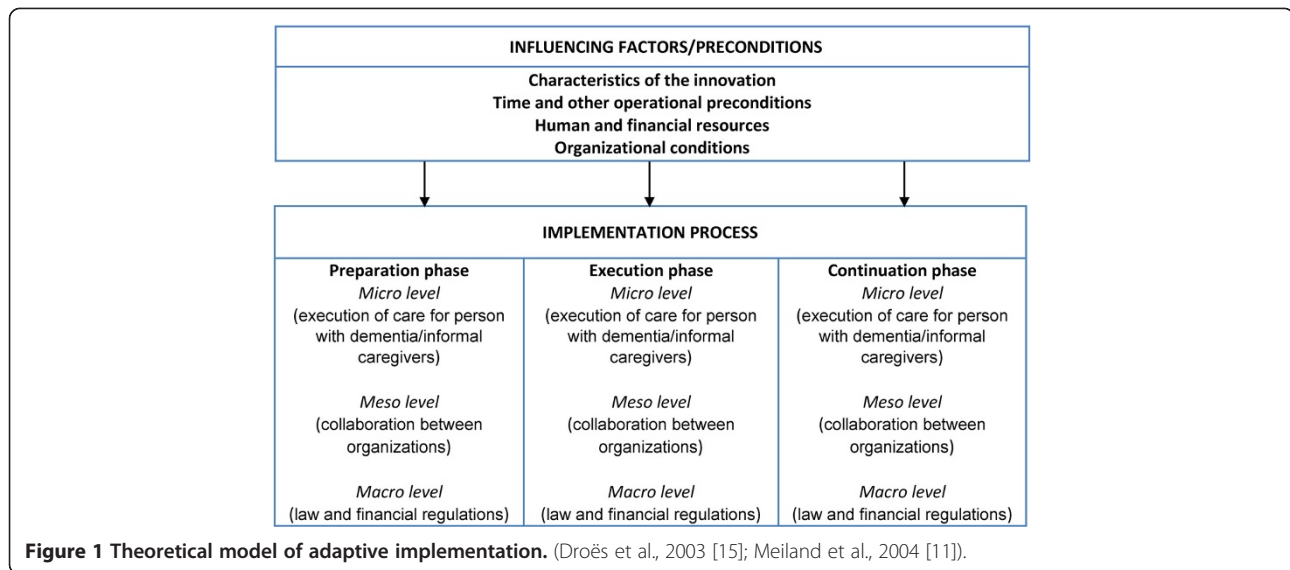 INFLUENCING FACTORS/PRECONDITIONS
Characteristics of the innovation
Time and other operational preconditions
Human and financial resources
Organizational conditions
IMPLEMENTATION PROCESS
Preparation phase
Micro level
(execution of care for person
with dementia/informal
caregivers)
Meso level
(collaboration between
organizations)
Macro level
(law and financial regulations)
Execution phase
Micro level
(execution of care for person
with dementia/informal
caregivers)
Meso level
(collaboration between
organizations)
Macro level
(law and financial regulations)
Continuation phase
Micro level
(execution of care for person
with dementia/informal
caregivers)
Meso level
(collaboration between
organizations)
Macro level
(law and financial regulations)
Figure 1 Theoretical model of adaptive implementation. (Droës et al., 2003 [15]; Meiland et al., 2004 [11]).